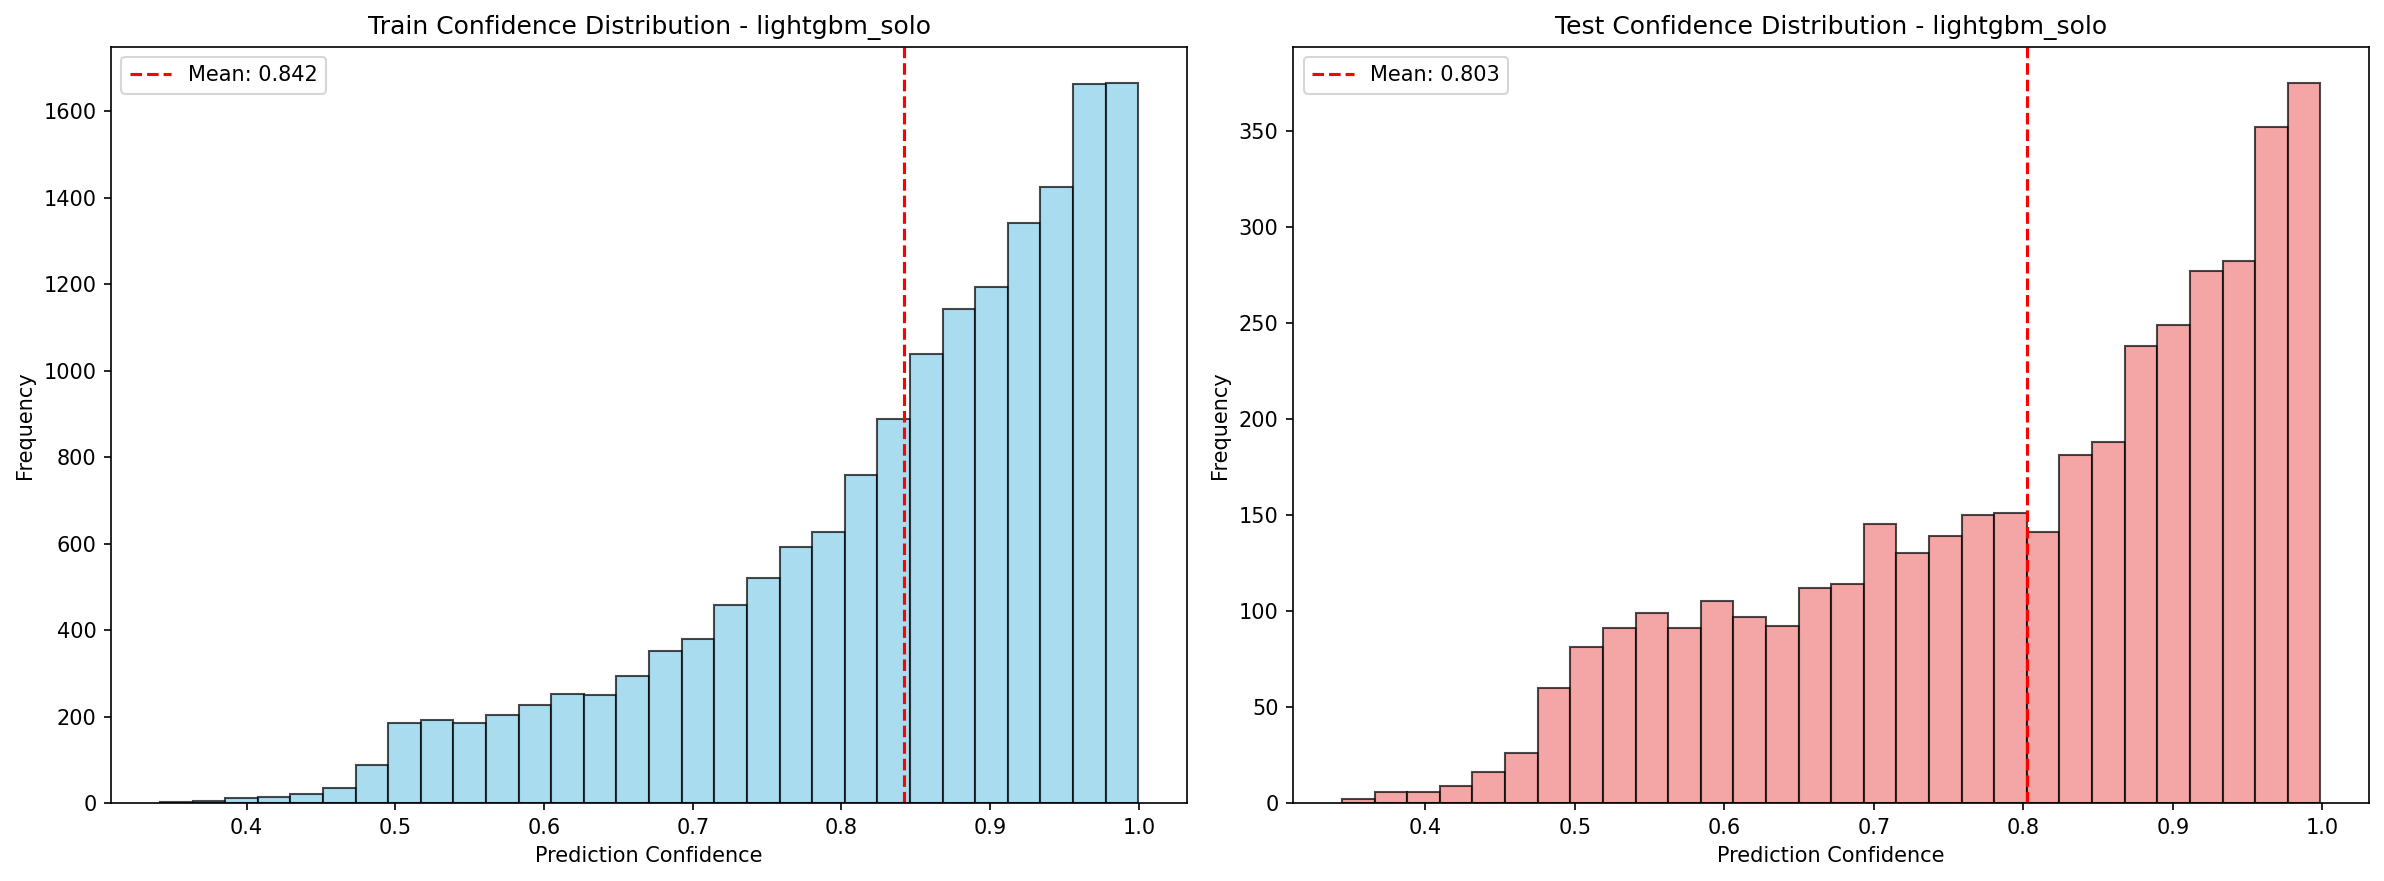 Train Confidence Distribution - lightgbm_solo
Mean: 0.842
1600
1400
1200
1000
800
600
400
200
0
Frequency
0.4 0.5 0.6 0.7 0.8 0.9 1.0
Prediction Confidence
Test Confidence Distribution - lightgbm_solo
Mean: 0.803
350
300
250
200
150
100
50
0
Frequency
0.4 0.5 0.6 0.7 0.8 0.9 1.0
Prediction Confidence